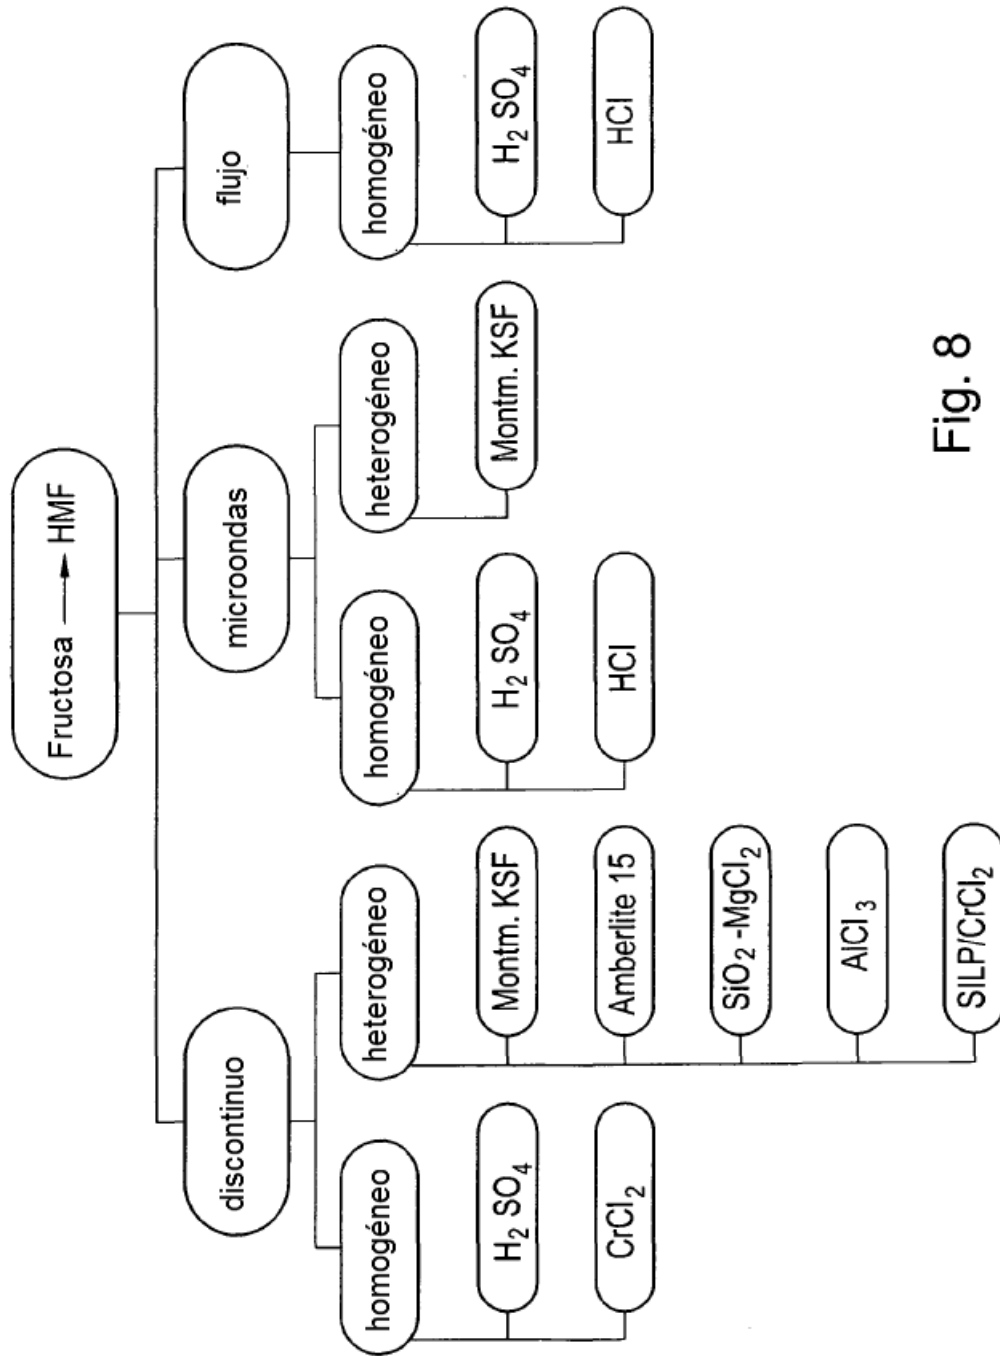 Fructosa → HMF
discontinuo
microondas
flujo
homogéneo
heterogéneo
homogéneo
heterogéneo
homogéneo
H₂ SO₄
Montm. KSF
H₂ SO₄
Montm. KSF
H₂ SO₄
CrCl₂
Amberlite 15
HCl
HCl
SiO₂ -MgCl₂
AlCl₃
SILP/CrCl₂
Fig. 8